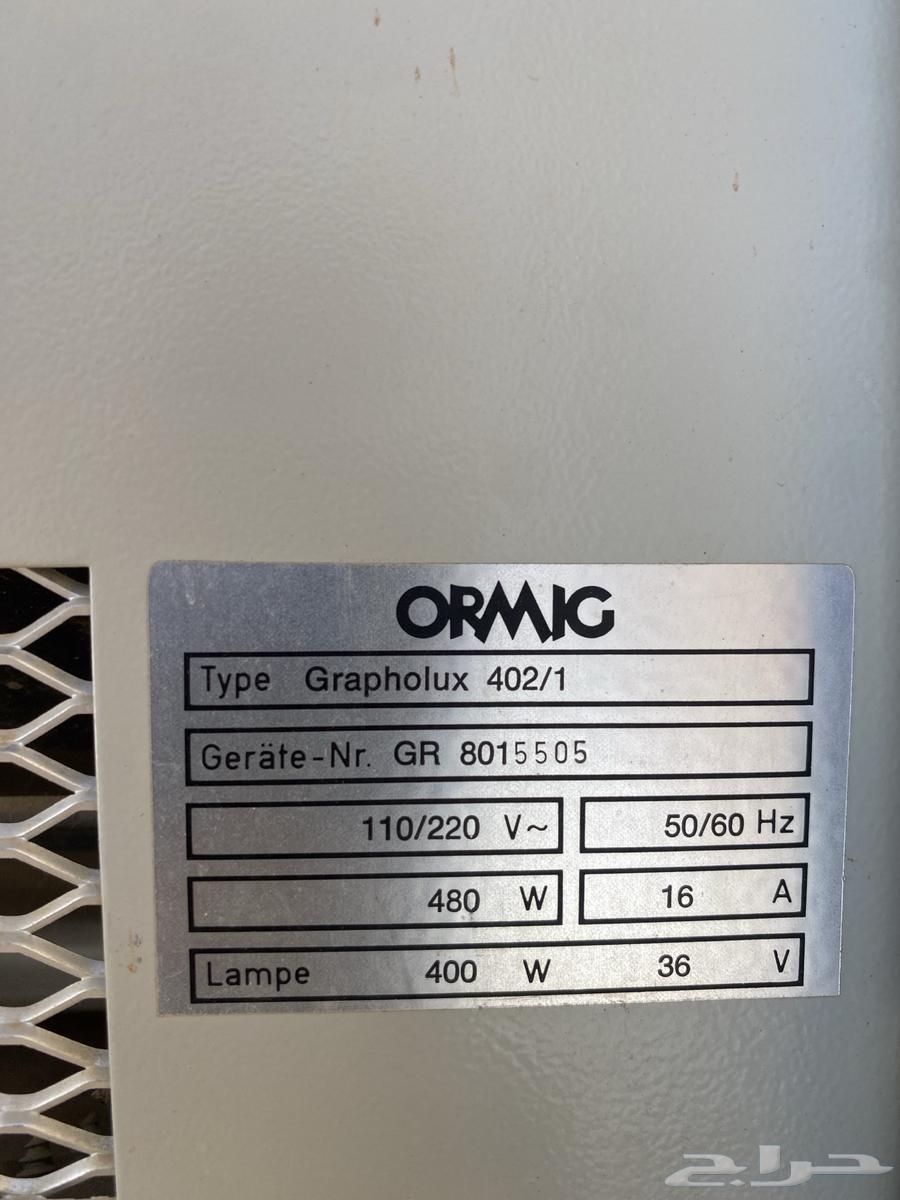 ORMIG
Type Grapholux 402/1
Geräte-Nr. GR 8015505
110/220 V~ 50/60 Hz
480 W 16 A
Lampe 400 W 36 V
حراج